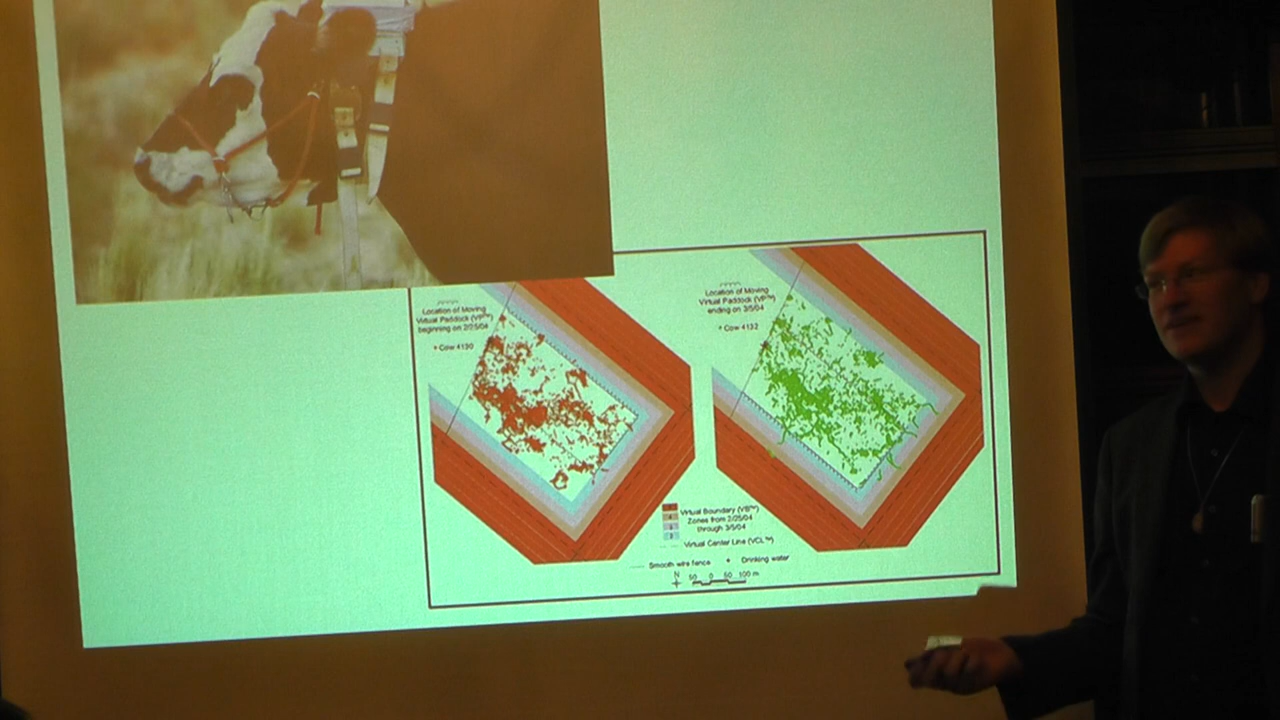 Location of Moving
Virtual Paddock (VP™)
beginning on 2/25/04
Cow 4130
Location of Moving
Virtual Paddock (VP™)
ending on 3/5/04
Cow 4132
Virtual Boundary (VB™)
Zones from 2/25/04
through 3/5/04
Virtual Center Line (VCL™)
Smooth wire fence
Drinking water
N
50 0 50 100 m